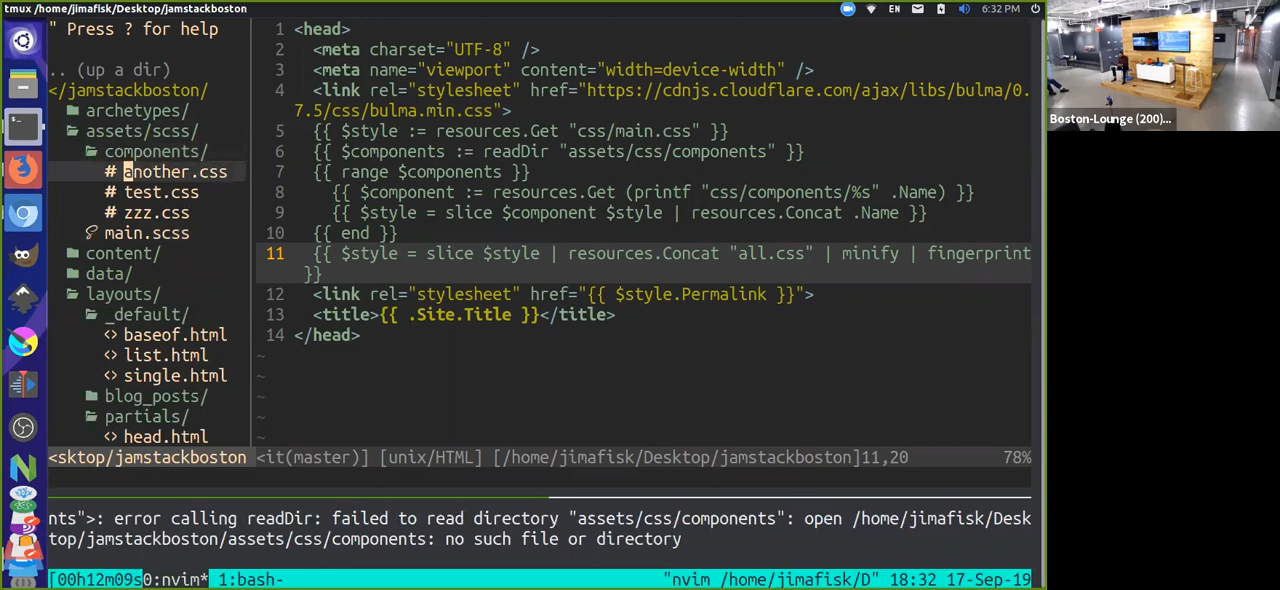 tmux /home/jimafisk/Desktop/jamstackboston
EN
6:32 PM
" Press ? for help
.. (up a dir)
</jamstackboston/
archetypes/
assets/scss/
components/
# another.css
# test.css
# zzz.css
main.scss
content/
data/
layouts/
_default/
<> baseof.html
<> list.html
<> single.html
blog_posts/
partials/
<> head.html
1 <head>
2 <meta charset="UTF-8" />
3 <meta name="viewport" content="width=device-width" />
4 <link rel="stylesheet" href="https://cdnjs.cloudflare.com/ajax/libs/bulma/0.
7.5/css/bulma.min.css">
5 {{ $style := resources.Get "css/main.css" }}
6 {{ $components := readDir "assets/css/components" }}
7 {{ range $components }}
8 {{ $component := resources.Get (printf "css/components/%s" .Name) }}
9 {{ $style = slice $component $style | resources.Concat .Name }}
10 {{ end }}
11 {{ $style = slice $style | resources.Concat "all.css" | minify | fingerprint
}}
12 <link rel="stylesheet" href="{{ $style.Permalink }}">
13 <title>{{ .Site.Title }}</title>
14 </head>
~
~
~
~
~
<sktop/jamstackboston <it(master)] [unix/HTML] [/home/jimafisk/Desktop/jamstackboston]11,20 78%
nts">: error calling readDir: failed to read directory "assets/css/components": open /home/jimafisk/Desk
top/jamstackboston/assets/css/components: no such file or directory
[00h12m09s0:nvim* 1:bash- "nvim /home/jimafisk/D" 18:32 17-Sep-19
Boston-Lounge (200)...